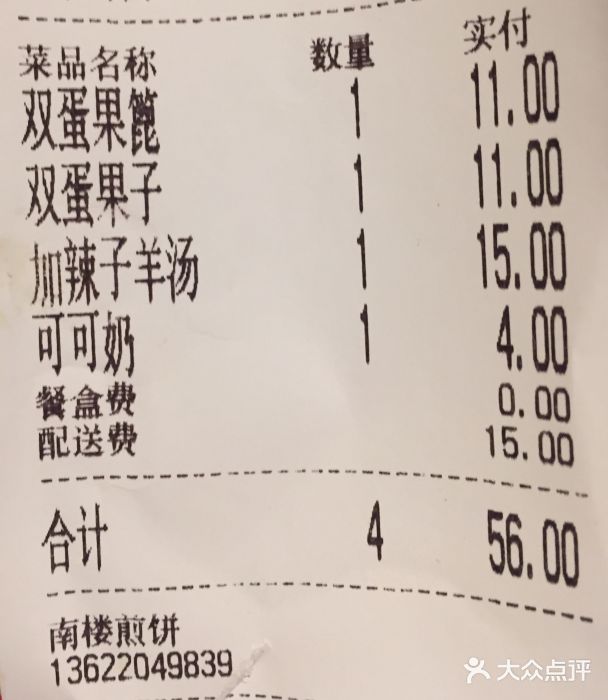 菜品名称 数量 实付
双蛋果篦 1 11.00
双蛋果子 1 11.00
加辣子羊汤 1 15.00
可可奶 1 4.00
餐盒费 0.00
配送费 15.00
合计 4 56.00
南楼煎饼
13622049839
大众点评